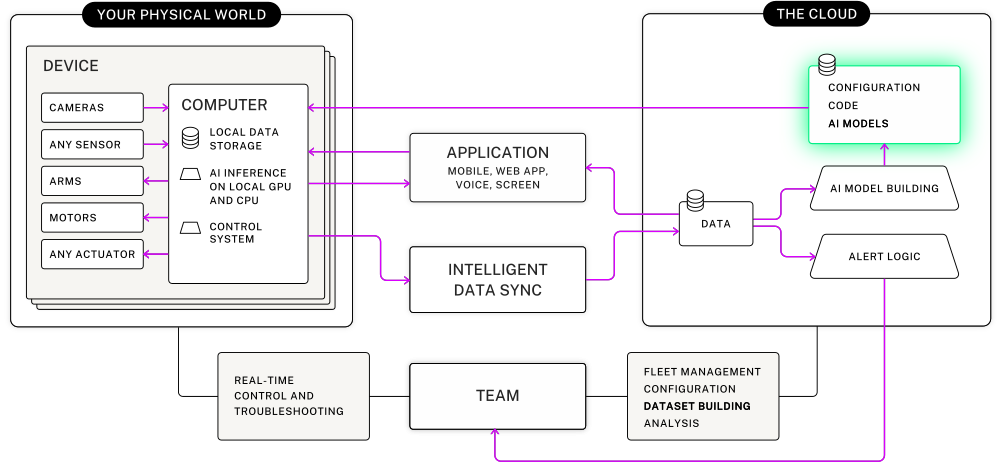 YOUR PHYSICAL WORLD
DEVICE
CAMERAS
ANY SENSOR
ARMS
MOTORS
ANY ACTUATOR
COMPUTER
LOCAL DATA
STORAGE
AI INFERENCE
ON LOCAL GPU
AND CPU
CONTROL
SYSTEM
APPLICATION
MOBILE, WEB APP,
VOICE, SCREEN
INTELLIGENT
DATA SYNC
THE CLOUD
CONFIGURATION
CODE
AI MODELS
AI MODEL BUILDING
DATA
ALERT LOGIC
REAL-TIME
CONTROL AND
TROUBLESHOOTING
TEAM
FLEET MANAGEMENT
CONFIGURATION
DATASET BUILDING
ANALYSIS